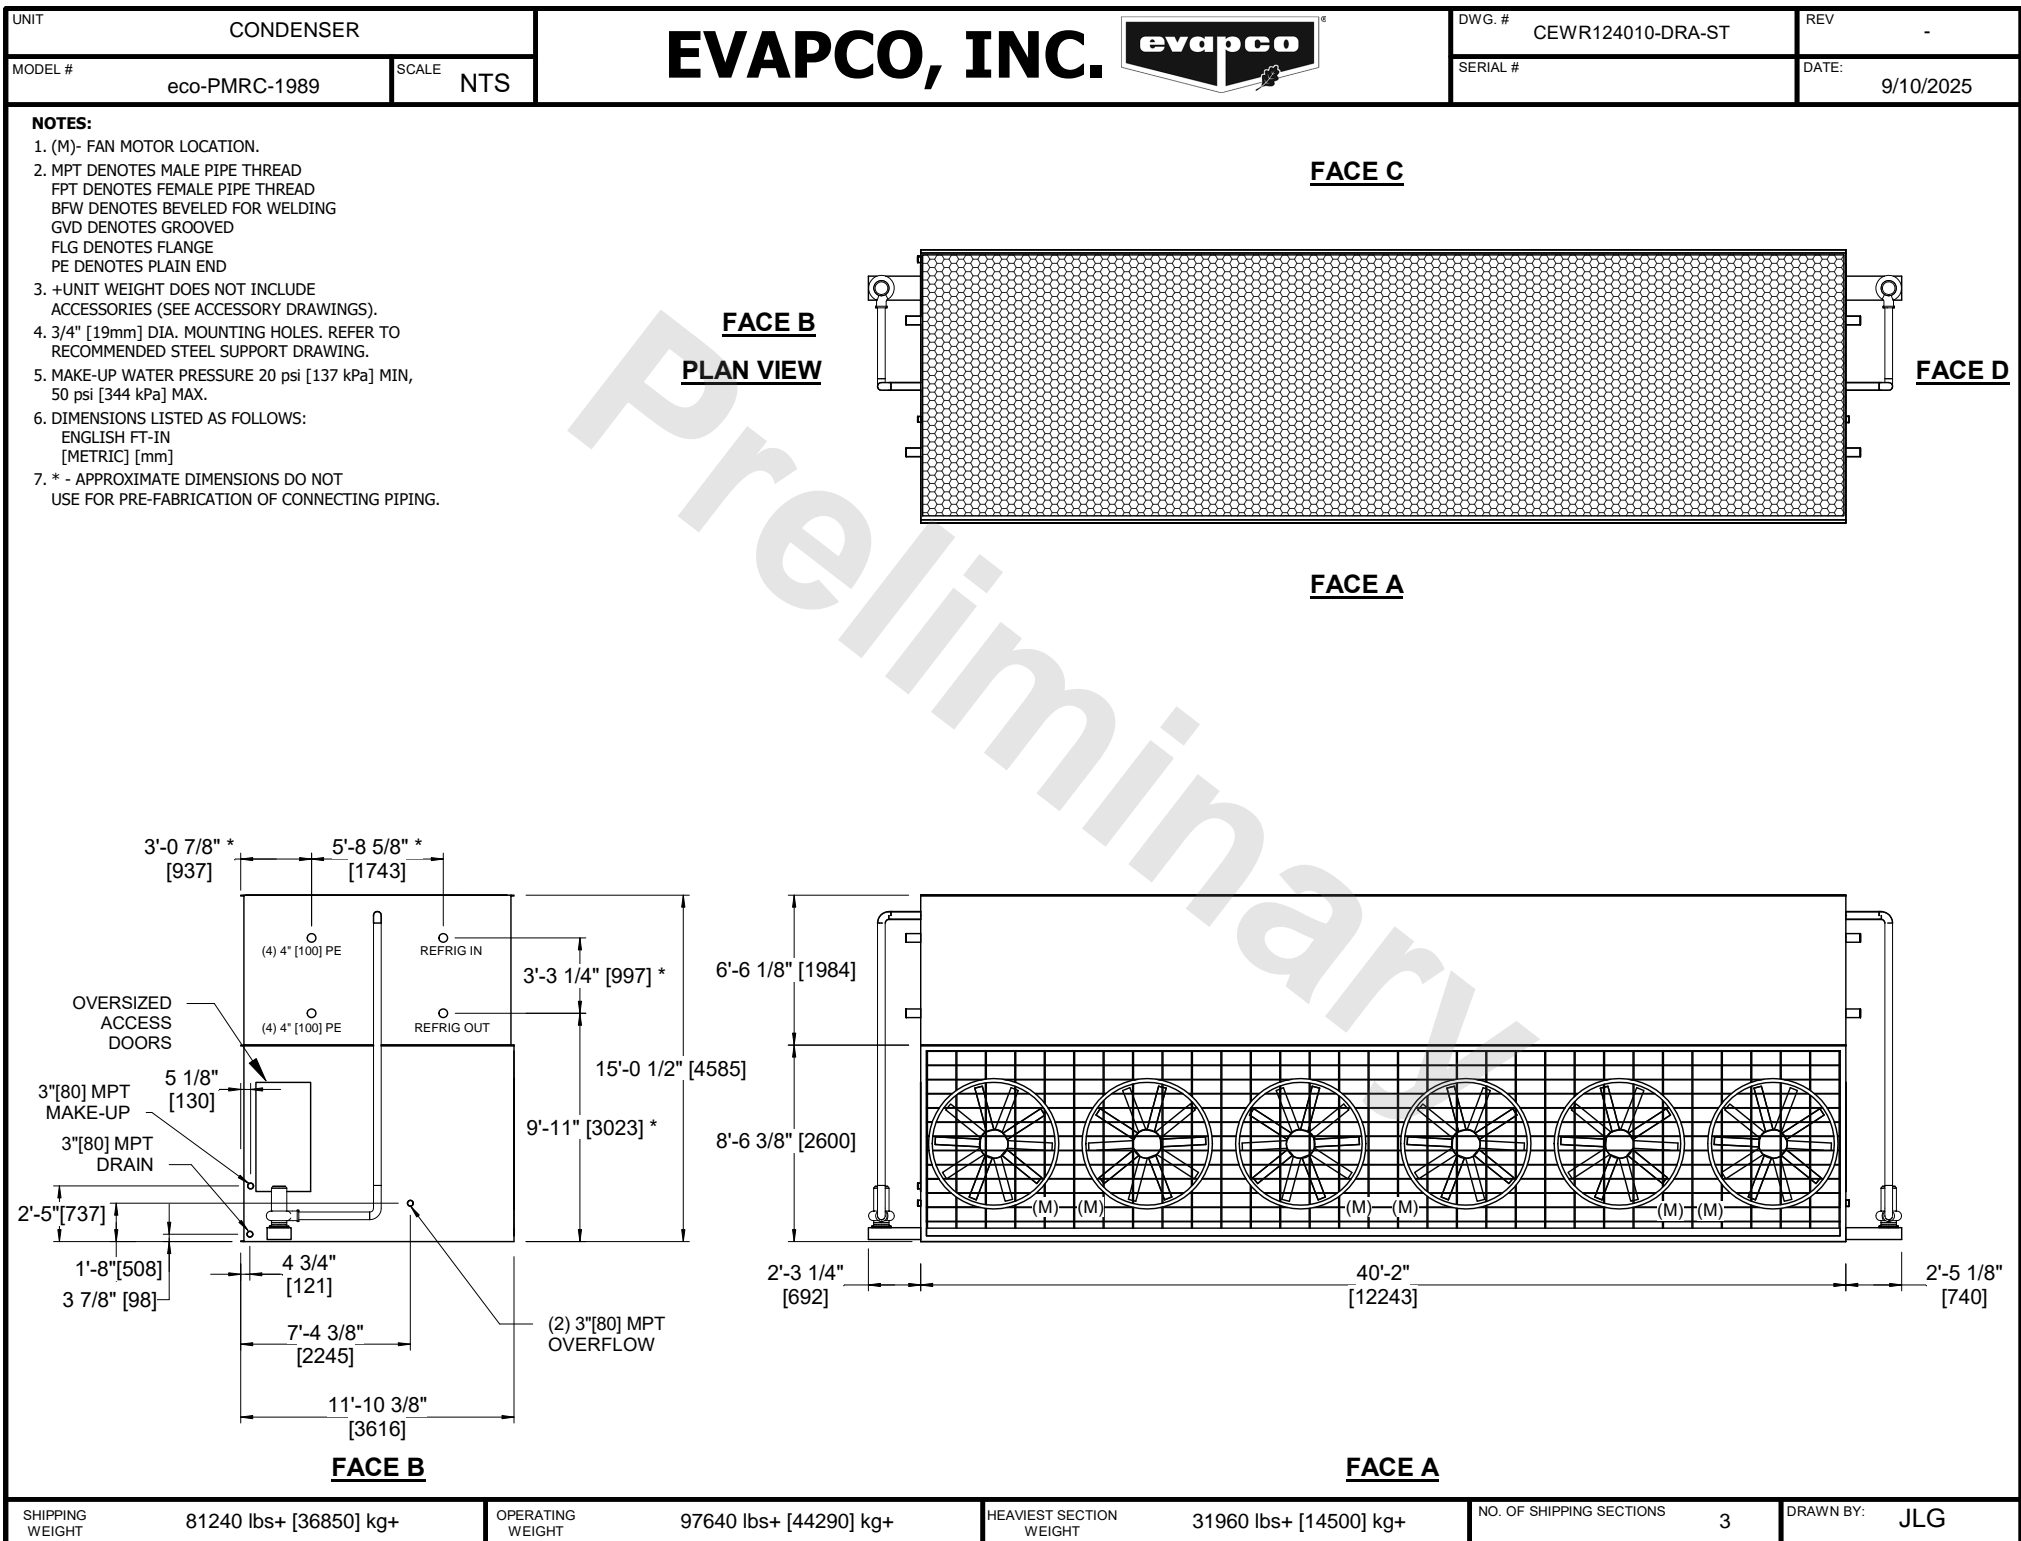 UNIT
CONDENSER
MODEL #
eco-PMRC-1989
SCALE
NTS
EVAPCO, INC.
evapco
®
DWG. #
CEWR124010-DRA-ST
REV
-
SERIAL #
DATE:
9/10/2025
NOTES:
1. (M)- FAN MOTOR LOCATION.
2. MPT DENOTES MALE PIPE THREAD
FPT DENOTES FEMALE PIPE THREAD
BFW DENOTES BEVELED FOR WELDING
GVD DENOTES GROOVED
FLG DENOTES FLANGE
PE DENOTES PLAIN END
3. +UNIT WEIGHT DOES NOT INCLUDE
ACCESSORIES (SEE ACCESSORY DRAWINGS).
4. 3/4" [19mm] DIA. MOUNTING HOLES. REFER TO
RECOMMENDED STEEL SUPPORT DRAWING.
5. MAKE-UP WATER PRESSURE 20 psi [137 kPa] MIN,
50 psi [344 kPa] MAX.
6. DIMENSIONS LISTED AS FOLLOWS:
ENGLISH FT-IN
[METRIC] [mm]
7. * - APPROXIMATE DIMENSIONS DO NOT
USE FOR PRE-FABRICATION OF CONNECTING PIPING.
FACE C
FACE B
PLAN VIEW
FACE D
FACE A
Preliminary
3'-0 7/8" *
[937]
5'-8 5/8" *
[1743]
(4) 4" [100] PE
REFRIG IN
3'-3 1/4" [997] *
(4) 4" [100] PE
REFRIG OUT
OVERSIZED
ACCESS
DOORS
15'-0 1/2" [4585]
5 1/8"
[130]
3"[80] MPT
MAKE-UP
3"[80] MPT
DRAIN
9'-11" [3023] *
2'-5"[737]
1'-8"[508]
3 7/8" [98]
4 3/4"
[121]
7'-4 3/8"
[2245]
(2) 3"[80] MPT
OVERFLOW
11'-10 3/8"
[3616]
FACE B
6'-6 1/8" [1984]
8'-6 3/8" [2600]
(M) (M) (M) (M) (M) (M)
2'-3 1/4"
[692]
40'-2"
[12243]
2'-5 1/8"
[740]
FACE A
SHIPPING
WEIGHT
81240 lbs+ [36850] kg+
OPERATING
WEIGHT
97640 lbs+ [44290] kg+
HEAVIEST SECTION
WEIGHT
31960 lbs+ [14500] kg+
NO. OF SHIPPING SECTIONS
3
DRAWN BY:
JLG